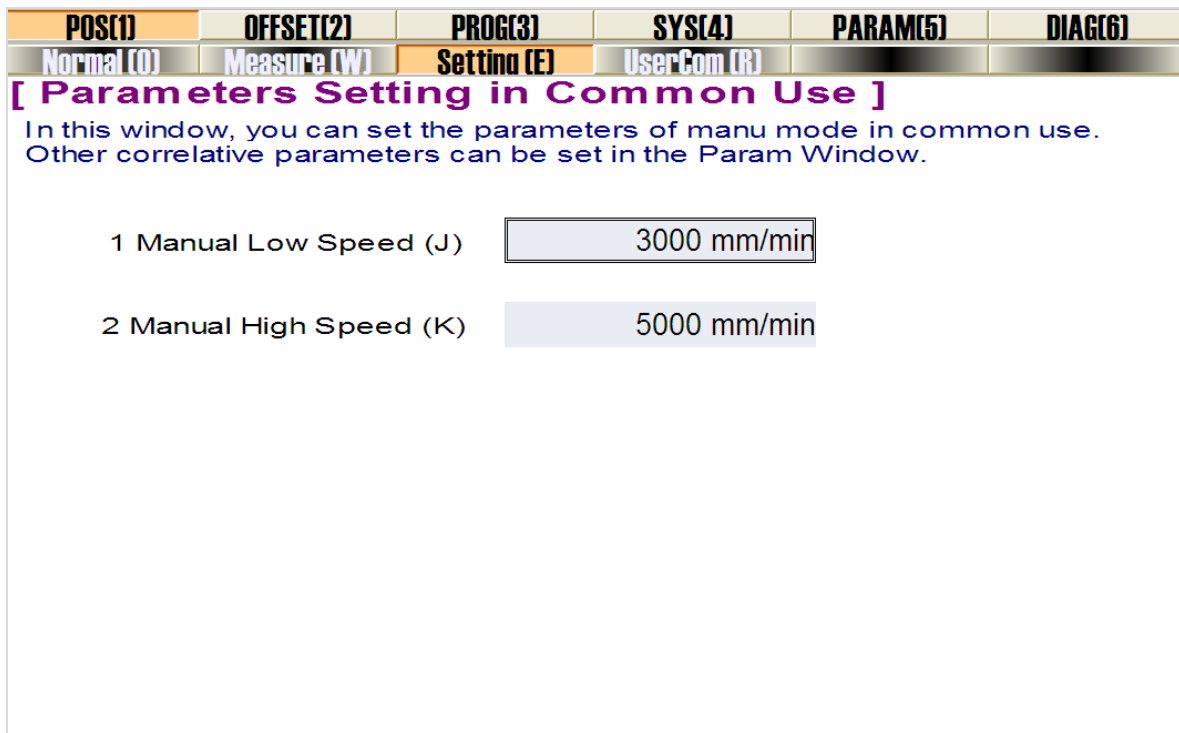 POS(1) OFFSET(2) PROG(3) SYS(4) PARAM(5) DIAG(6)
Normal (O) Measure (W) Setting (E) UserCom (R)
[ Parameters Setting in Common Use ]
In this window, you can set the parameters of manu mode in common use.
Other correlative parameters can be set in the Param Window.
1 Manual Low Speed (J) 3000 mm/min
2 Manual High Speed (K) 5000 mm/min